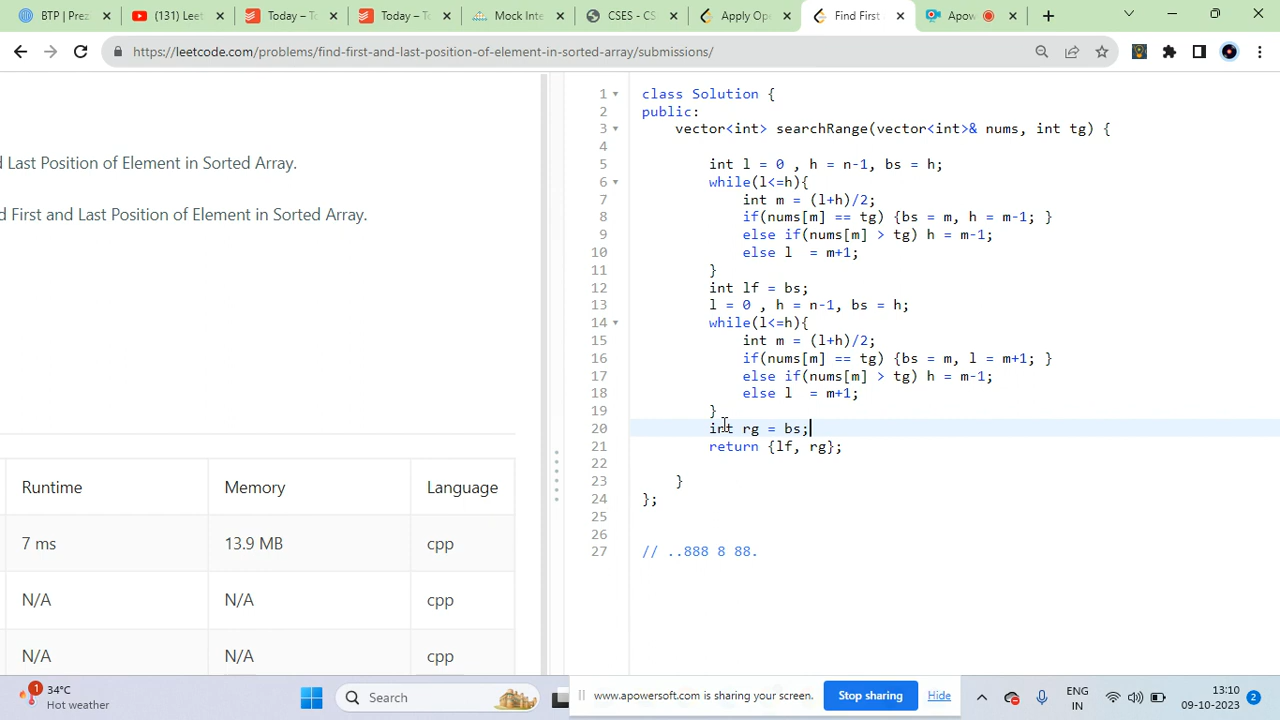 BTP | Prez
(131) Leet
Today – to
Today – to
Mock Inte
CSES - CS
Apply Op
Find First
Apow
https://leetcode.com/problems/find-first-and-last-position-of-element-in-sorted-array/submissions/
d Last Position of Element in Sorted Array.
d First and Last Position of Element in Sorted Array.
Runtime Memory Language
7 ms 13.9 MB cpp
N/A N/A cpp
N/A N/A cpp
1 class Solution {
2 public:
3 vector<int> searchRange(vector<int>& nums, int tg) {
4
5 int l = 0 , h = n-1, bs = h;
6 while(l<=h){
7 int m = (l+h)/2;
8 if(nums[m] == tg) {bs = m, h = m-1; }
9 else if(nums[m] > tg) h = m-1;
10 else l  = m+1;
11 }
12 int lf = bs;
13 l = 0 , h = n-1, bs = h;
14 while(l<=h){
15 int m = (l+h)/2;
16 if(nums[m] == tg) {bs = m, l = m+1; }
17 else if(nums[m] > tg) h = m-1;
18 else l  = m+1;
19 }
20 int rg = bs;
21 return {lf, rg};
22
23 }
24 };
25
26
27 // ..888 8 88.
1
34°C
Hot weather
Search
www.apowersoft.com is sharing your screen.
Stop sharing
Hide
ENG
IN
13:10
09-10-2023
2